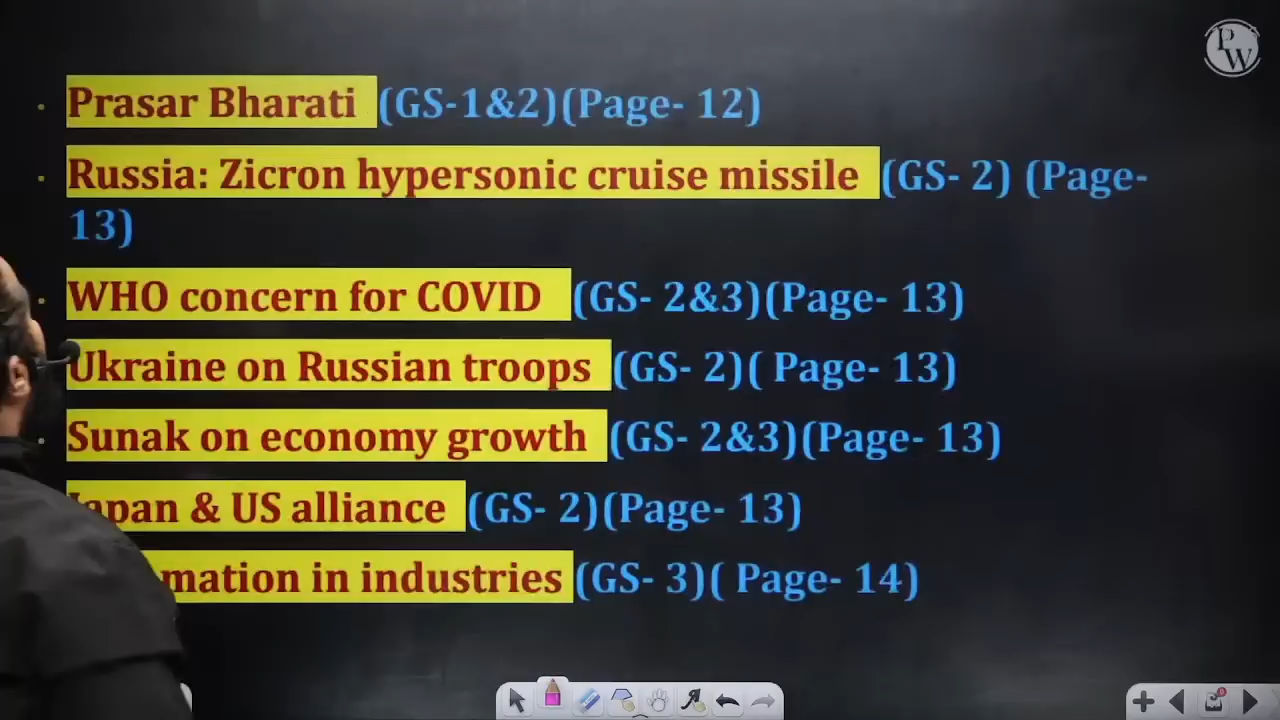 PW
Prasar Bharati (GS-1&2)(Page- 12)
Russia: Zicron hypersonic cruise missile (GS- 2) (Page-
13)
WHO concern for COVID (GS- 2&3)(Page- 13)
Ukraine on Russian troops (GS- 2)( Page- 13)
Sunak on economy growth (GS- 2&3)(Page- 13)
Japan & US alliance (GS- 2)(Page- 13)
mation in industries (GS- 3)( Page- 14)